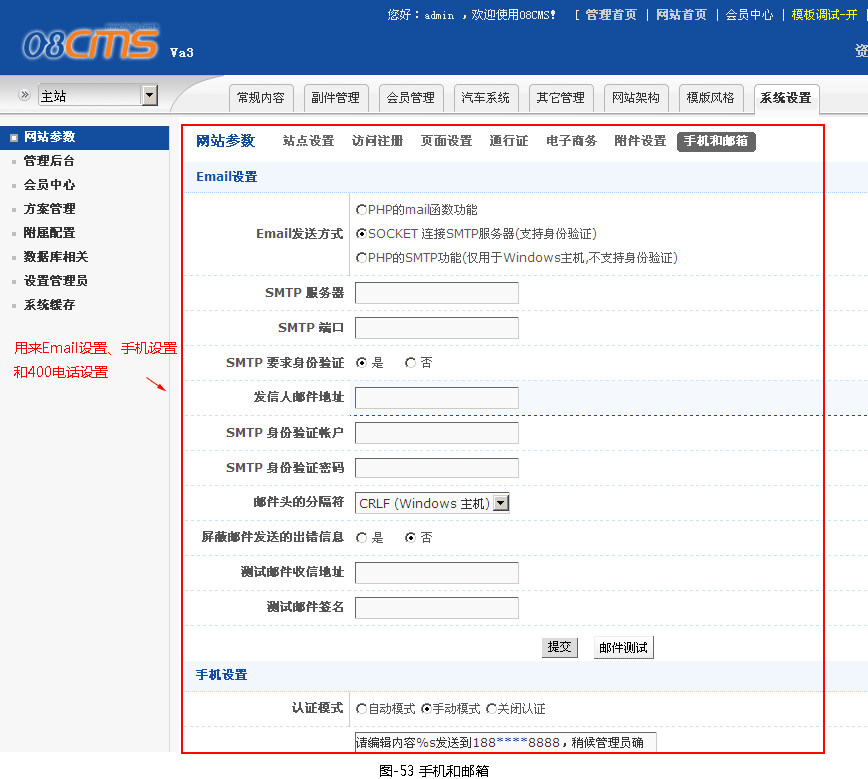 您好：admin ，欢迎使用08CMS！ [ 管理首页 | 网站首页 | 会员中心 | 模板调试-开 |
08CMS Va3
资
» 主站
常规内容 副件管理 会员管理 汽车系统 其它管理 网站架构 模版风格 系统设置
网站参数
管理后台
会员中心
方案管理
附属配置
数据库相关
设置管理员
系统缓存
用来Email设置、手机设置
和400电话设置
网站参数 站点设置 访问注册 页面设置 通行证 电子商务 附件设置 手机和邮箱
Email设置
Email发送方式
PHP的mail函数功能
SOCKET 连接SMTP服务器(支持身份验证)
PHP的SMTP功能(仅用于Windows主机,不支持身份验证)
SMTP 服务器
SMTP 端口
SMTP 要求身份验证 是 否
发信人邮件地址
SMTP 身份验证帐户
SMTP 身份验证密码
邮件头的分隔符 CRLF (Windows 主机)
屏蔽邮件发送的出错信息 是 否
测试邮件收信地址
测试邮件签名
提交 邮件测试
手机设置
认证模式 自动模式 手动模式 关闭认证
请编辑内容%s发送到188****8888，稍候管理员确
图-53 手机和邮箱